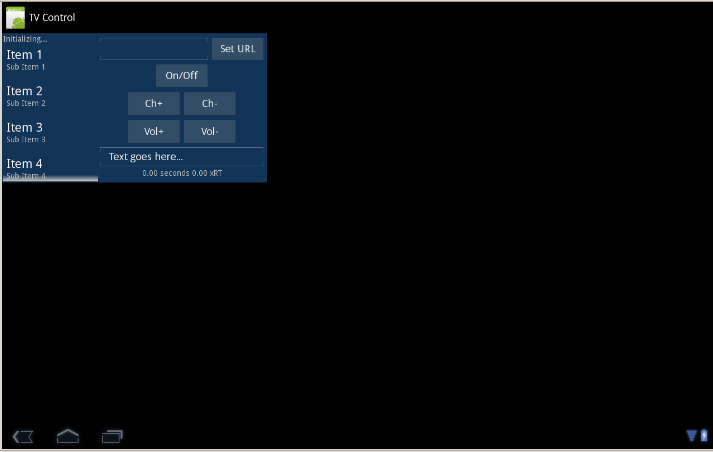 TV Control
Initializing...
Item 1
Sub Item 1
Item 2
Sub Item 2
Item 3
Sub Item 3
Item 4
Sub Item 4
Set URL
On/Off
Ch+ Ch-
Vol+ Vol-
Text goes here...
0.00 seconds 0.00 xRT